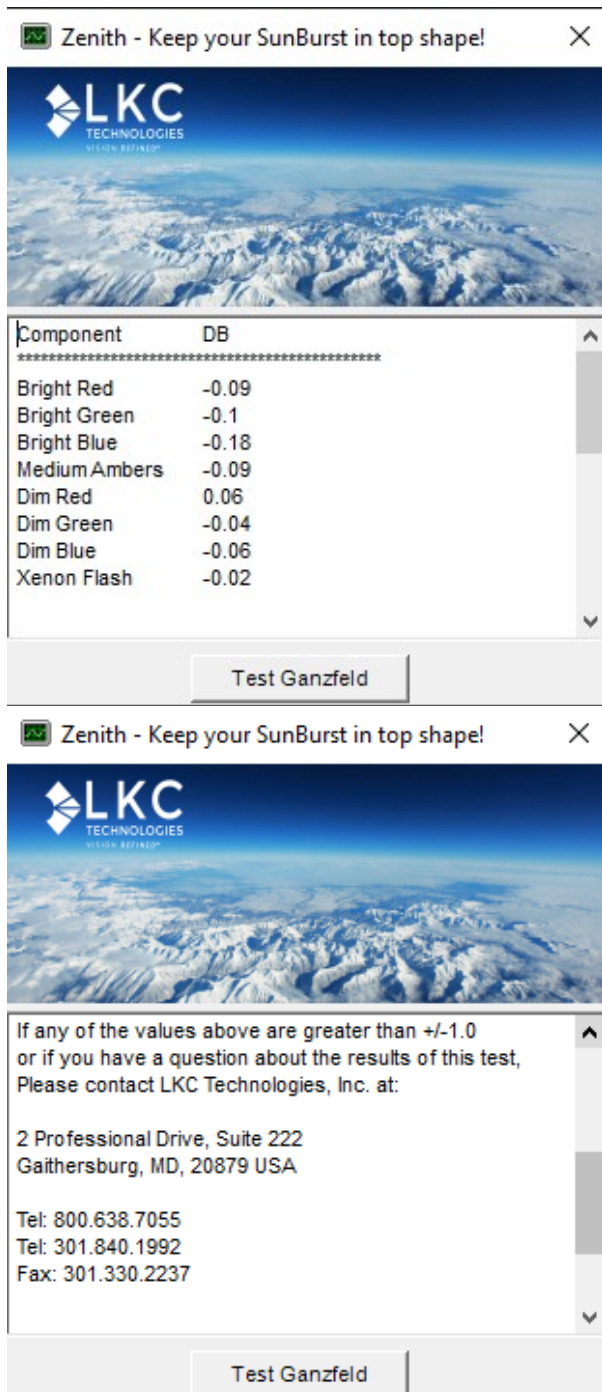 Zenith - Keep your SunBurst in top shape!
LKC
TECHNOLOGIES
VISION DEFINED™
Component DB
***********************************************
Bright Red -0.09
Bright Green -0.1
Bright Blue -0.18
Medium Ambers -0.09
Dim Red 0.06
Dim Green -0.04
Dim Blue -0.06
Xenon Flash -0.02
Test Ganzfeld
Zenith - Keep your SunBurst in top shape!
LKC
TECHNOLOGIES
VISION DEFINED™
If any of the values above are greater than +/-1.0
or if you have a question about the results of this test,
Please contact LKC Technologies, Inc. at:
2 Professional Drive, Suite 222
Gaithersburg, MD, 20879 USA
Tel: 800.638.7055
Tel: 301.840.1992
Fax: 301.330.2237
Test Ganzfeld